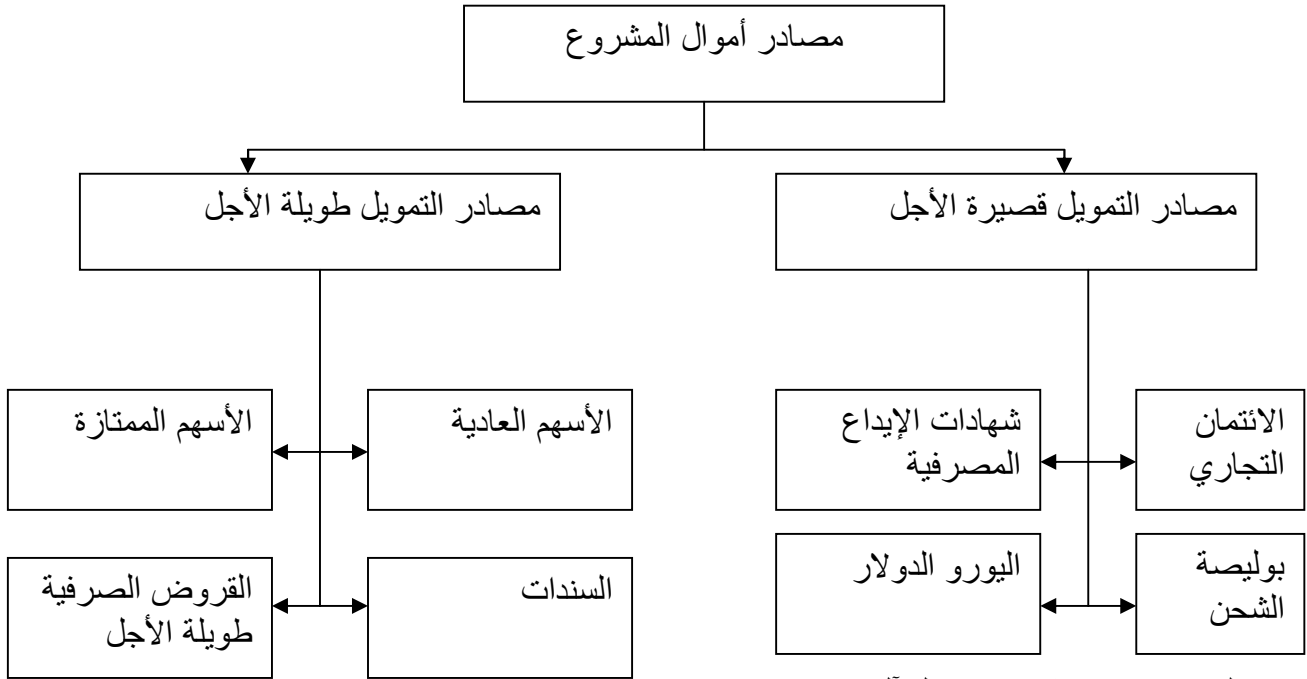 مصادر أموال المشروع
مصادر التمويل قصيرة الأجل
مصادر التمويل طويلة الأجل
الائتمان
التجاري
شهادات الإيداع
المصرفية
الأسهم العادية
الأسهم الممتازة
بوليصة
الشحن
اليورو الدولار
السندات
القروض الصرفية
طويلة الأجل